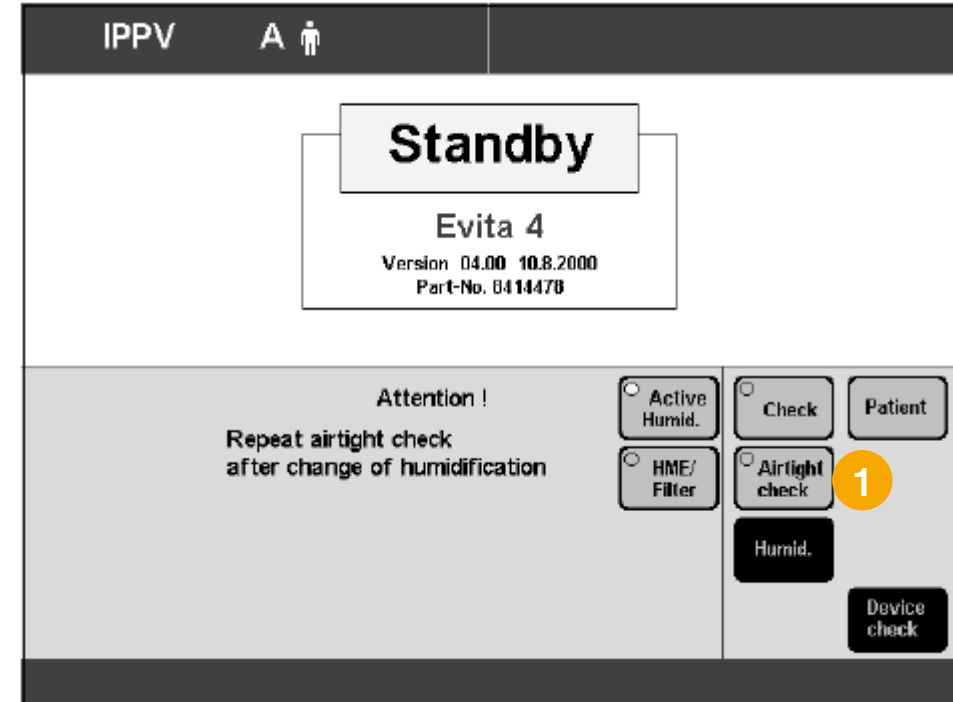 IPPV A
Standby
Evita 4
Version 04.00 10.8.2000
Part-No. 8414478
Attention !
Repeat airtight check
after change of humidification
Active
Humid.
HME/
Filter
Check
Patient
Airtight
check
1
Humid.
Device
check